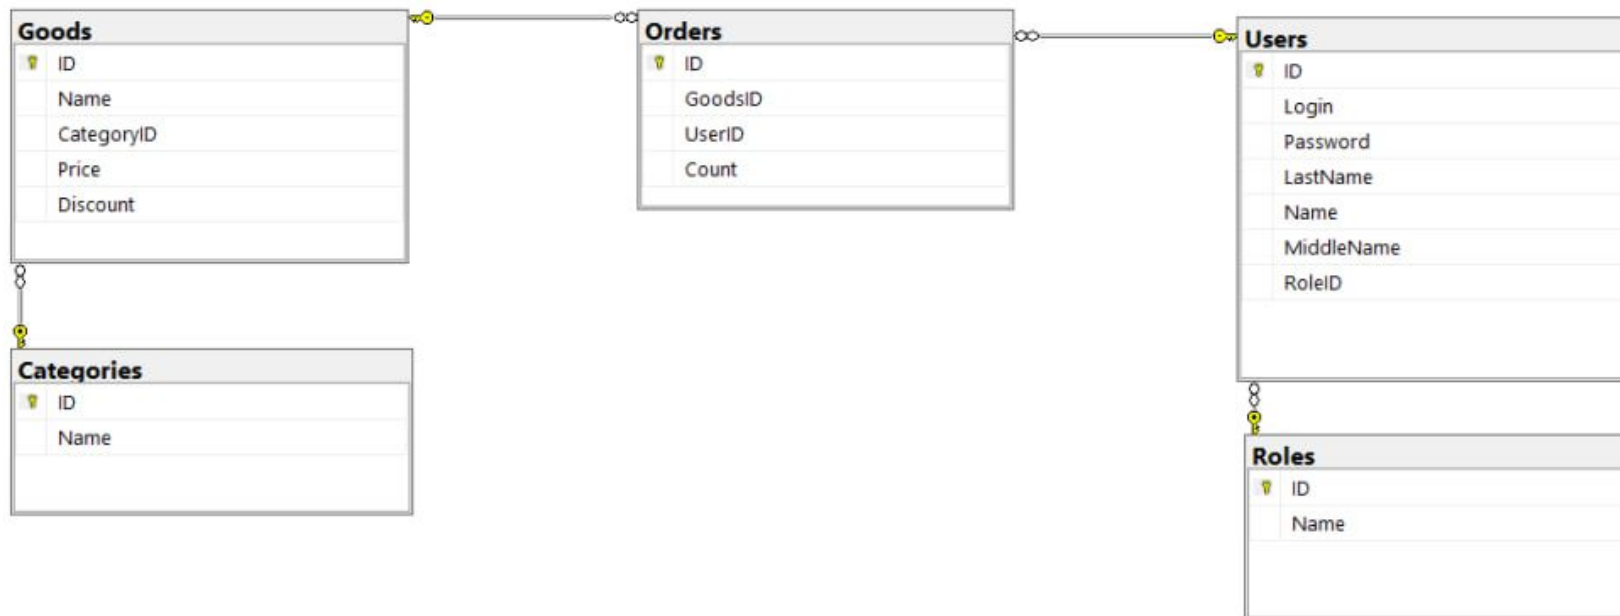 Goods
ID
Name
CategoryID
Price
Discount
Orders
ID
GoodsID
UserID
Count
Users
ID
Login
Password
LastName
Name
MiddleName
RoleID
Categories
ID
Name
Roles
ID
Name